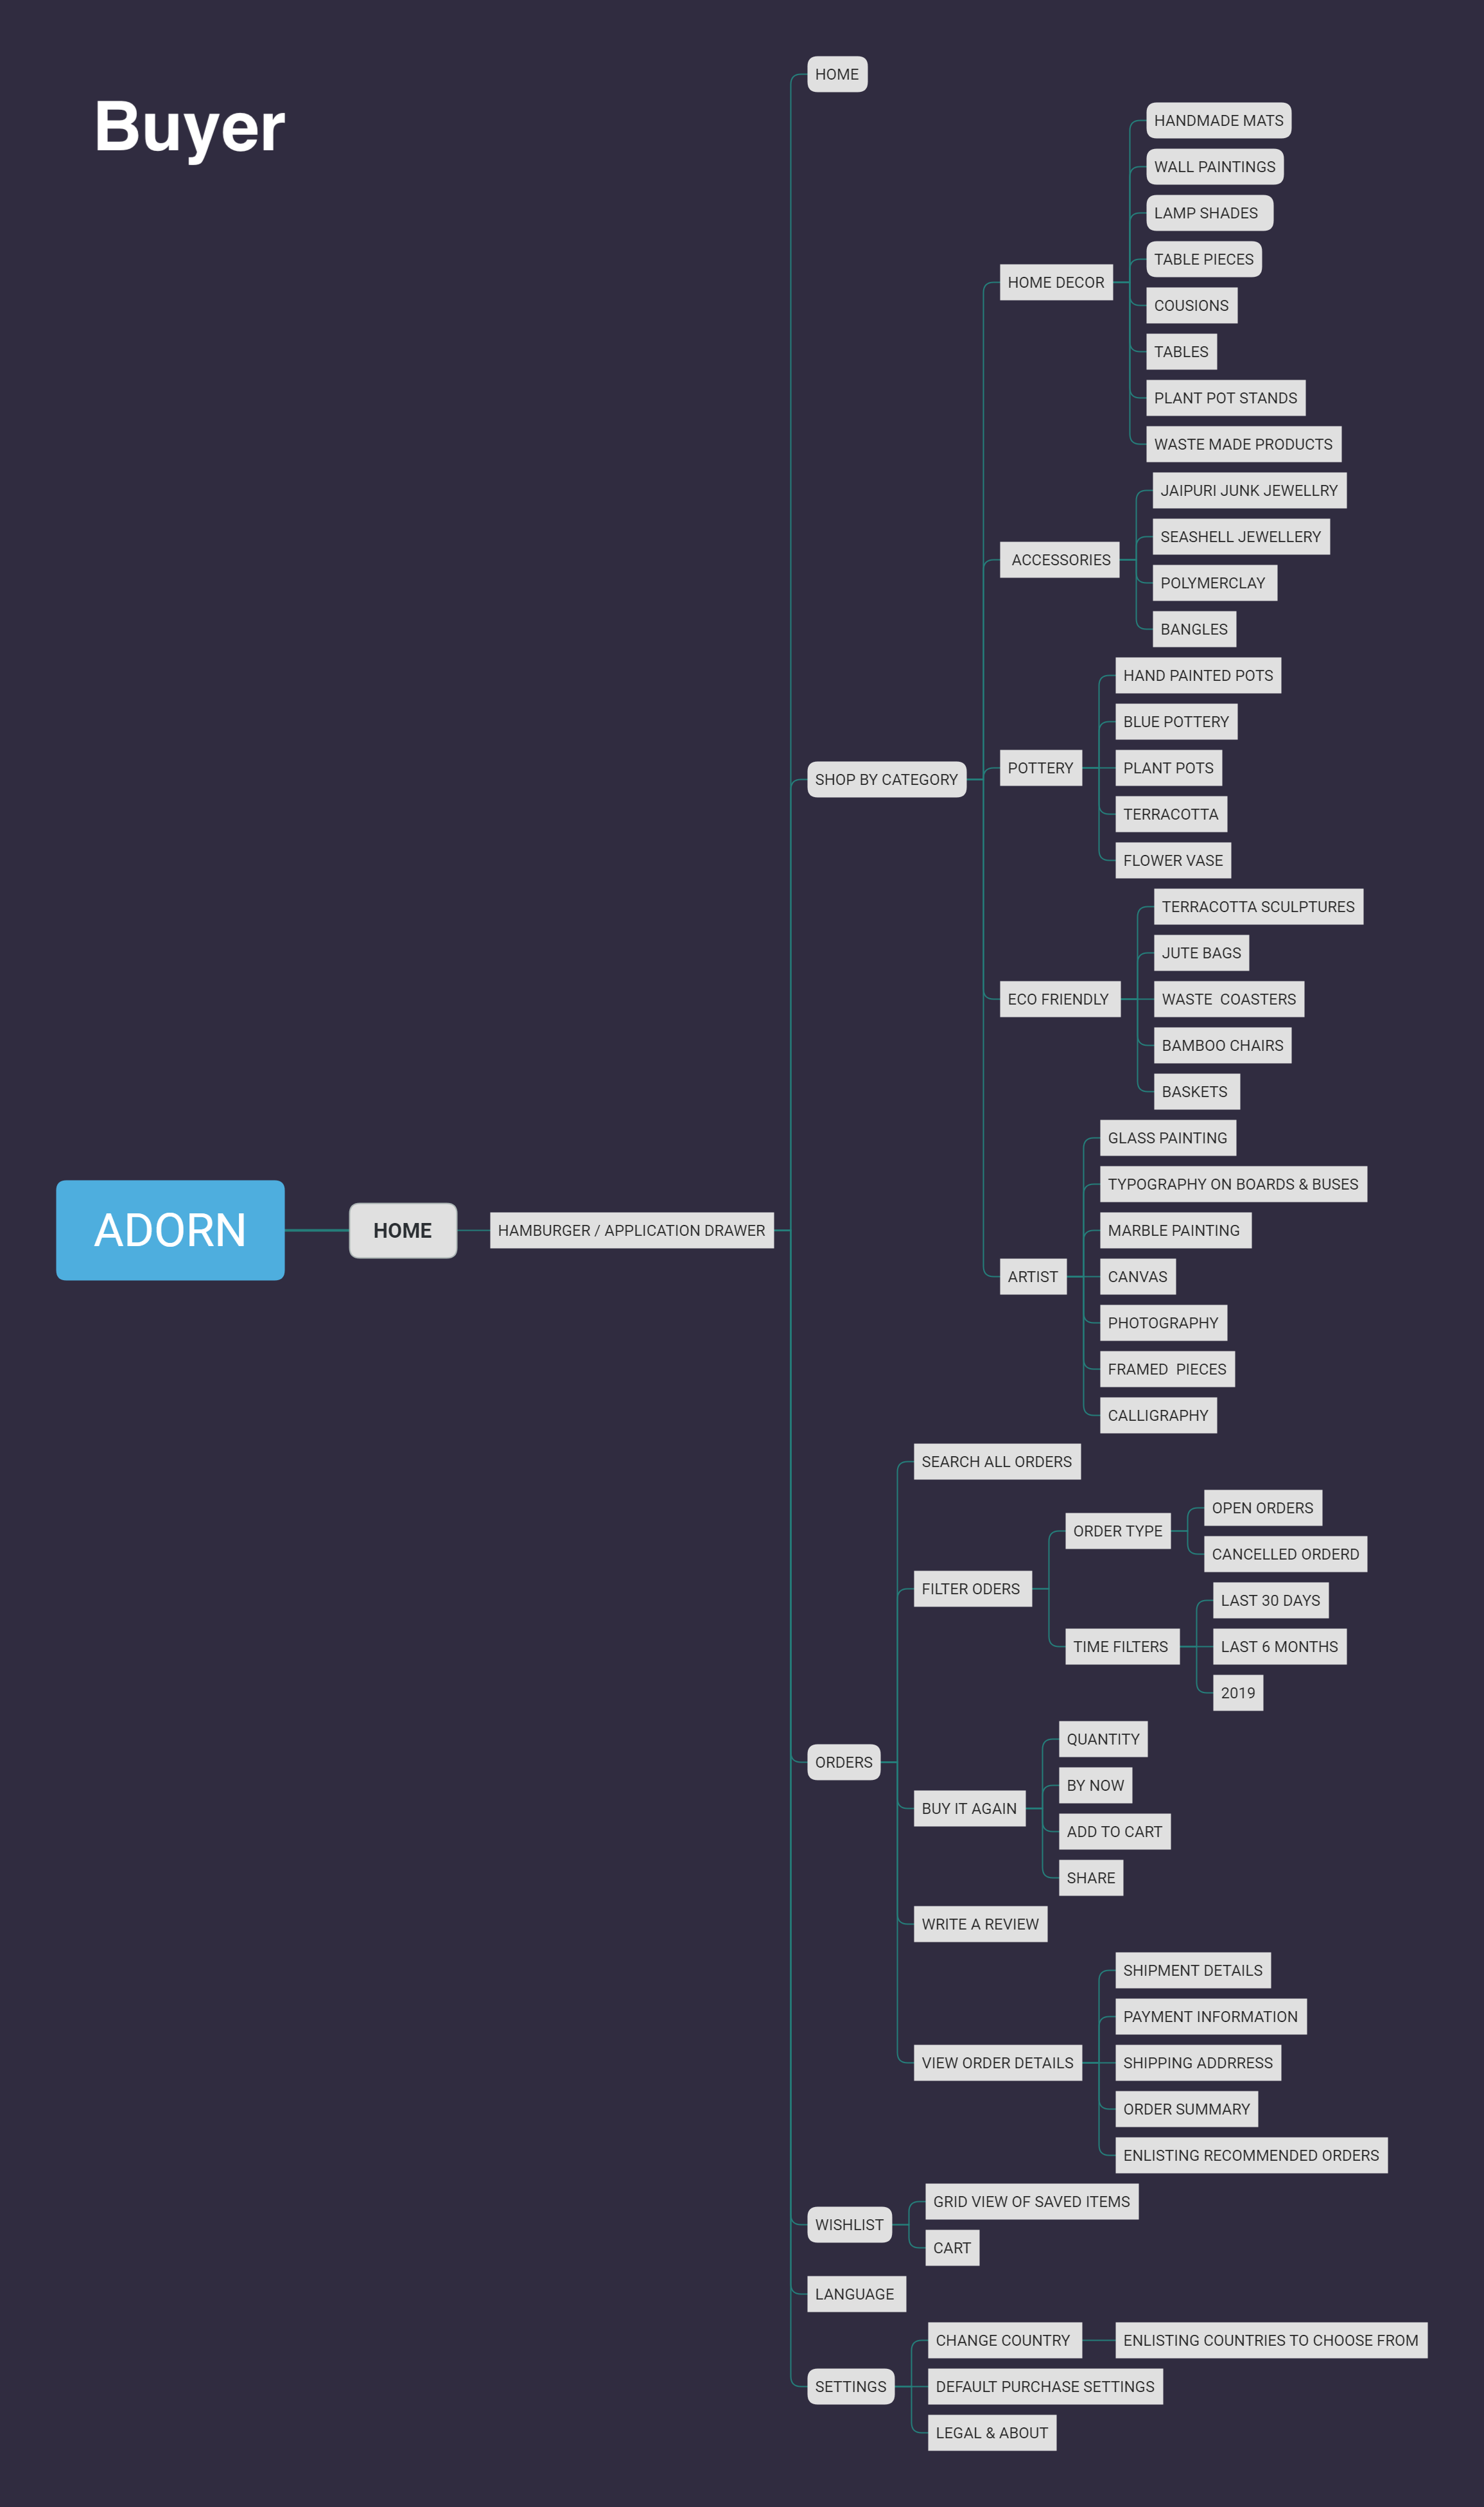 Buyer
ADORN
HOME
HAMBURGER / APPLICATION DRAWER
HOME
SHOP BY CATEGORY
HOME DECOR
HANDMADE MATS
WALL PAINTINGS
LAMP SHADES
TABLE PIECES
COUSIONS
TABLES
PLANT POT STANDS
WASTE MADE PRODUCTS
ACCESSORIES
JAIPURI JUNK JEWELLRY
SEASHELL JEWELLERY
POLYMERCLAY
BANGLES
POTTERY
HAND PAINTED POTS
BLUE POTTERY
PLANT POTS
TERRACOTTA
FLOWER VASE
ECO FRIENDLY
TERRACOTTA SCULPTURES
JUTE BAGS
WASTE  COASTERS
BAMBOO CHAIRS
BASKETS
ARTIST
GLASS PAINTING
TYPOGRAPHY ON BOARDS & BUSES
MARBLE PAINTING
CANVAS
PHOTOGRAPHY
FRAMED  PIECES
CALLIGRAPHY
ORDERS
SEARCH ALL ORDERS
FILTER ODERS
ORDER TYPE
OPEN ORDERS
CANCELLED ORDERD
TIME FILTERS
LAST 30 DAYS
LAST 6 MONTHS
2019
BUY IT AGAIN
QUANTITY
BY NOW
ADD TO CART
SHARE
WRITE A REVIEW
VIEW ORDER DETAILS
SHIPMENT DETAILS
PAYMENT INFORMATION
SHIPPING ADDRRESS
ORDER SUMMARY
ENLISTING RECOMMENDED ORDERS
WISHLIST
GRID VIEW OF SAVED ITEMS
CART
LANGUAGE
SETTINGS
CHANGE COUNTRY
ENLISTING COUNTRIES TO CHOOSE FROM
DEFAULT PURCHASE SETTINGS
LEGAL & ABOUT